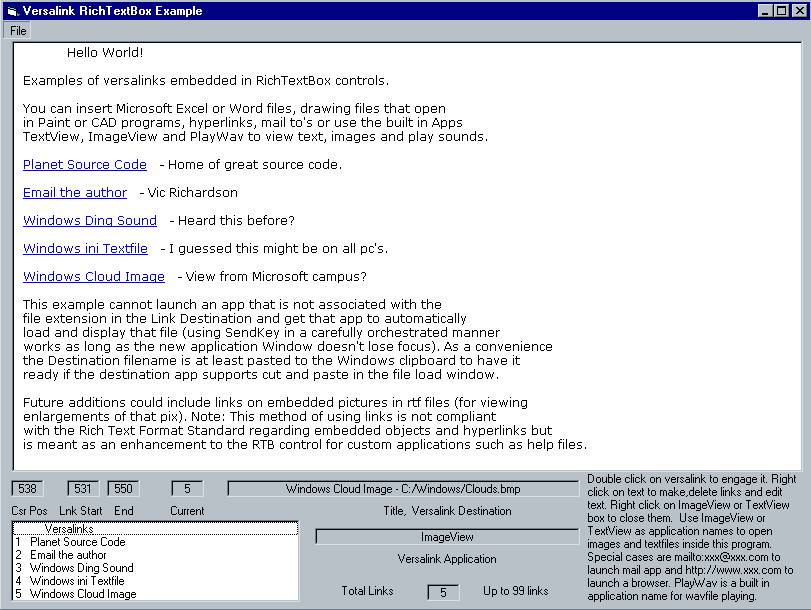 Versalink RichTextBox Example
File
Hello World!
Examples of versalinks embedded in RichTextBox controls.
You can insert Microsoft Excel or Word files, drawing files that open
in Paint or CAD programs, hyperlinks, mail to's or use the built in Apps
TextView, ImageView and PlayWav to view text, images and play sounds.
Planet Source Code - Home of great source code.
Email the author - Vic Richardson
Windows Ding Sound - Heard this before?
Windows ini Textfile - I guessed this might be on all pc's.
Windows Cloud Image - View from Microsoft campus?
This example cannot launch an app that is not associated with the
file extension in the Link Destination and get that app to automatically
load and display that file (using SendKey in a carefully orchestrated manner
works as long as the new application Window doesn't lose focus). As a convenience
the Destination filename is at least pasted to the Windows clipboard to have it
ready if the destination app supports cut and paste in the file load window.
Future additions could include links on embedded pictures in rtf files (for viewing
enlargements of that pix). Note: This method of using links is not compliant
with the Rich Text Format Standard regarding embedded objects and hyperlinks but
is meant as an enhancement to the RTB control for custom applications such as help files.
538 531 550 5 Windows Cloud Image - C:/Windows/Clouds.bmp
Csr Pos Lnk Start End Current Title, Versalink Destination
Versalinks
1 Planet Source Code
2 Email the author
3 Windows Ding Sound
4 Windows ini Textfile
5 Windows Cloud Image
ImageView
Versalink Application
Total Links 5 Up to 99 links
Double click on versalink to engage it. Right
click on text to make,delete links and edit
text. Right click on ImageView or TextView
box to close them. Use ImageView or
TextView as application names to open
images and textfiles inside this program.
Special cases are mailto:xxx@xxx.com to
launch mail app and http://www.xxx.com to
launch a browser. PlayWav is a built in
application name for wavfile playing.